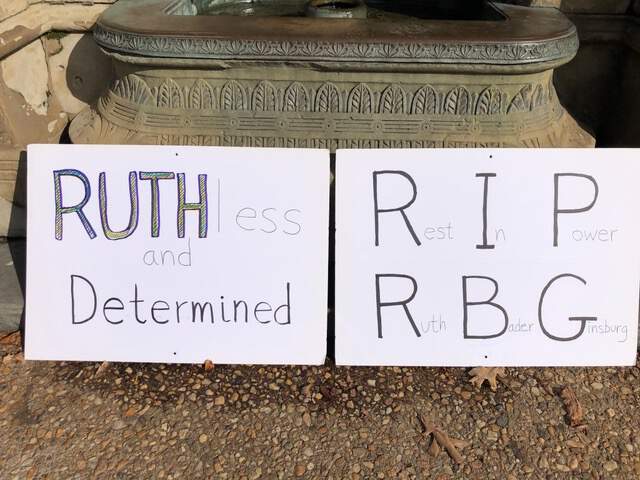 RUTHless
and
Determined
Rest In Power
Ruth Bader Ginsburg